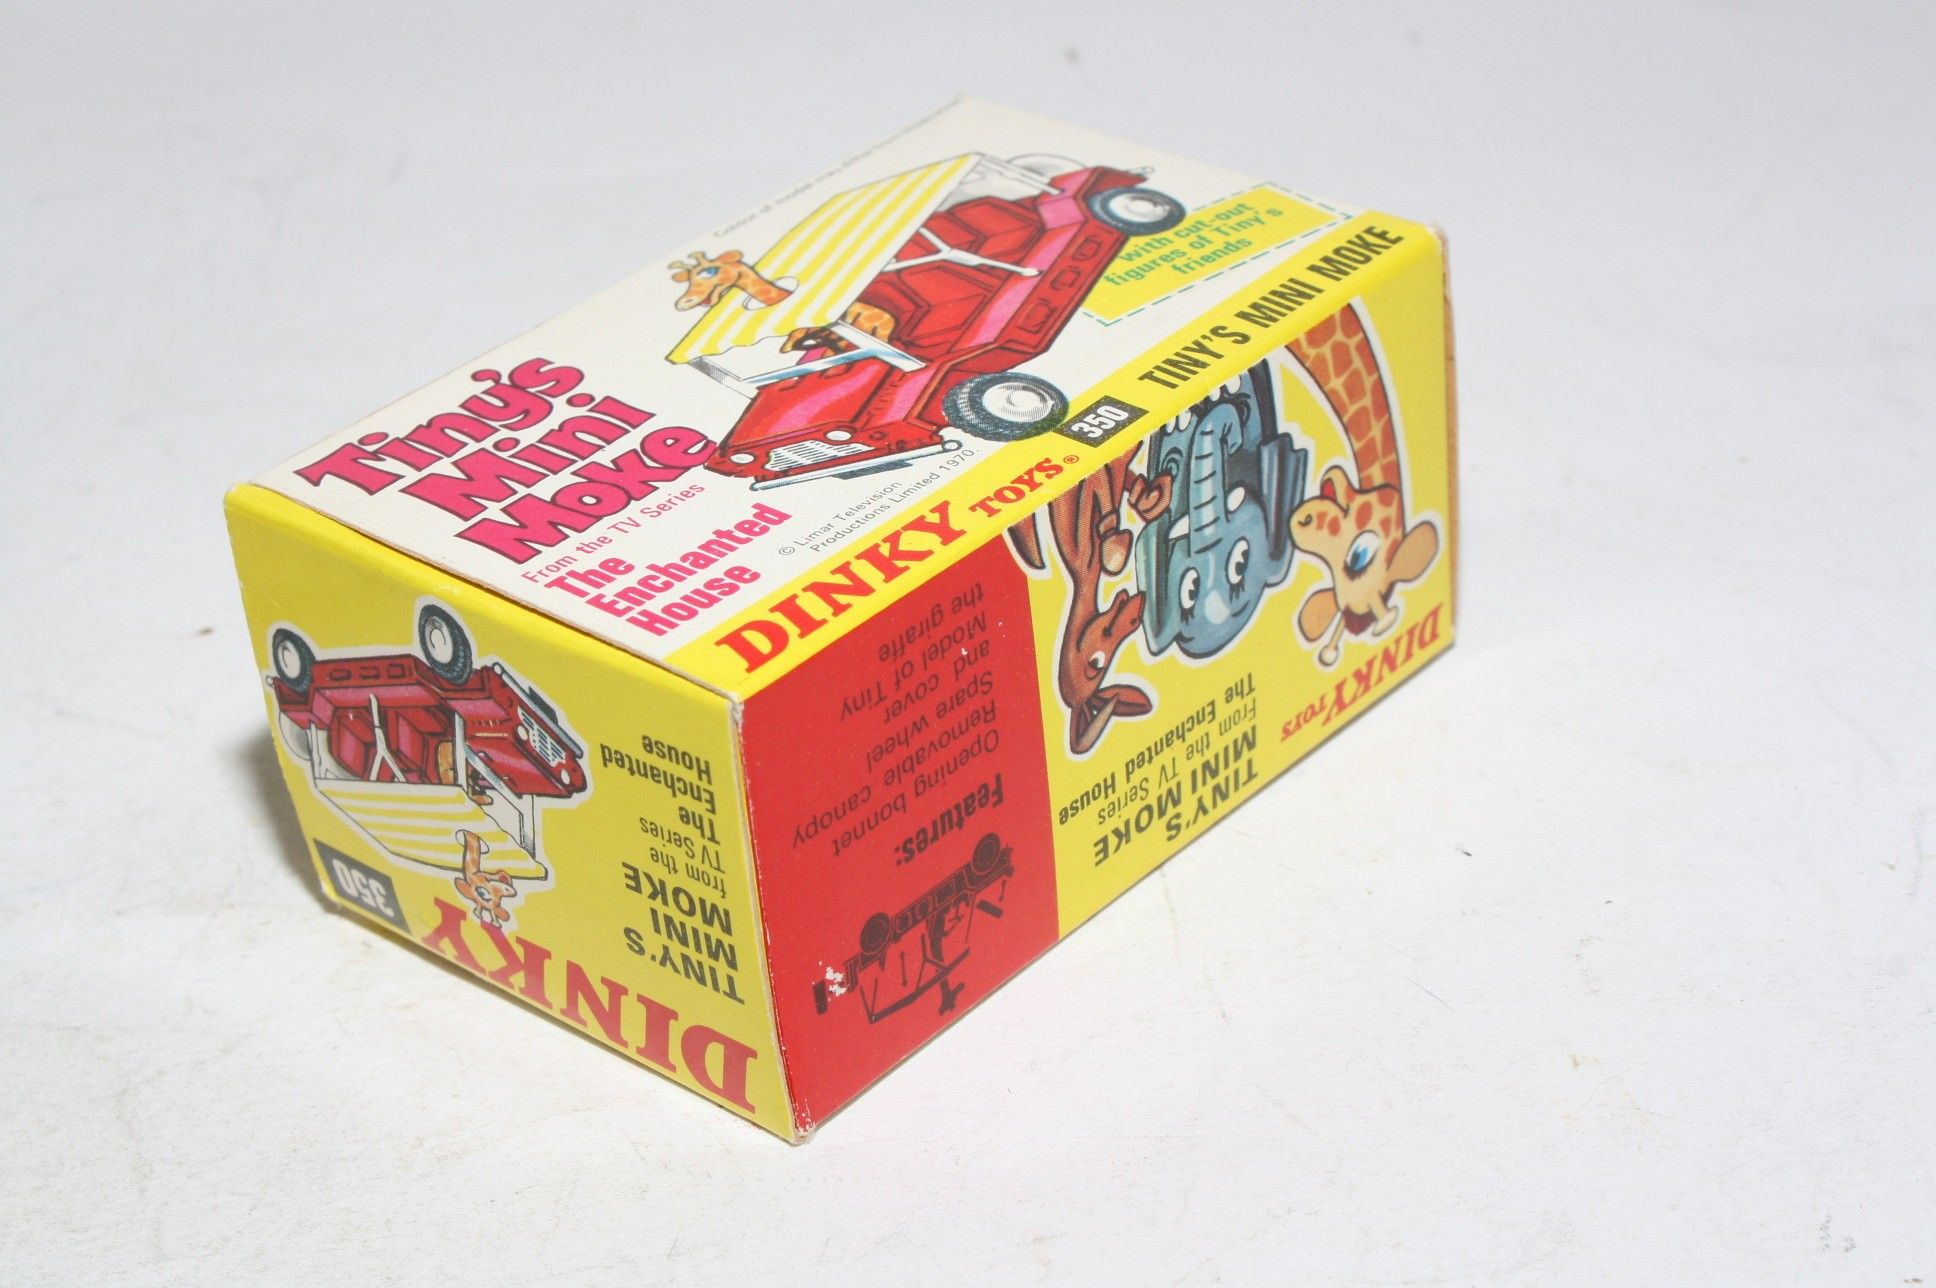 Tiny's
Mini
Moke
From the TV Series
The
Enchanted
House
© Limar Television
Productions Limited 1970.
Colour of model
With cut-out
figures of Tiny's
friends
DINKY TOYS®
350
TINY'S MINI MOKE
DINKY TOYS
TINY'S
MINI MOKE
From the TV Series
The Enchanted House
Features:
Opening bonnet
Removable canopy
Spare wheel
and cover
Model of Tiny
the giraffe
DINKY
350
TINY'S
MINI
MOKE
from the
TV Series
The
Enchanted
House